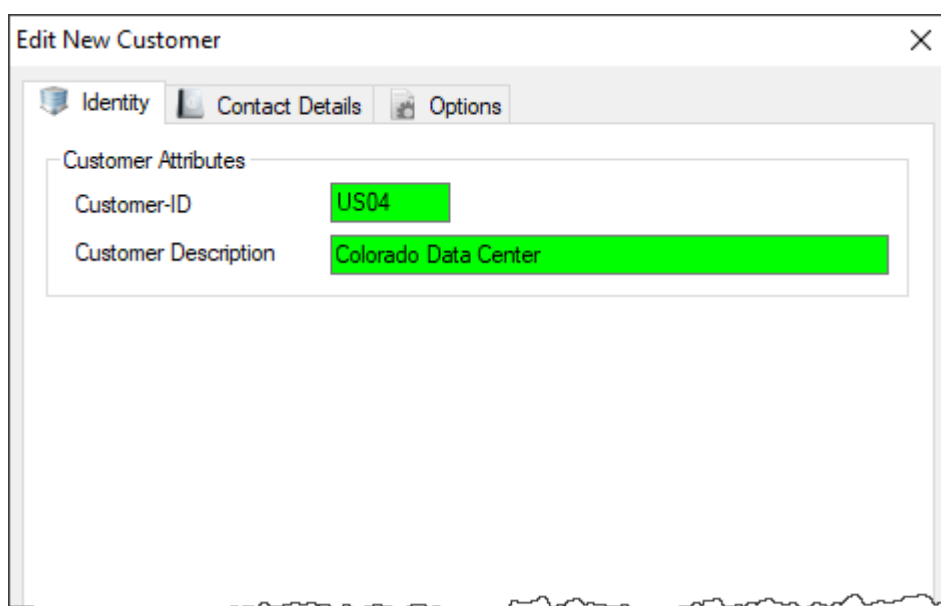 Edit New Customer
Identity Contact Details Options
Customer Attributes
Customer-ID US04
Customer Description Colorado Data Center